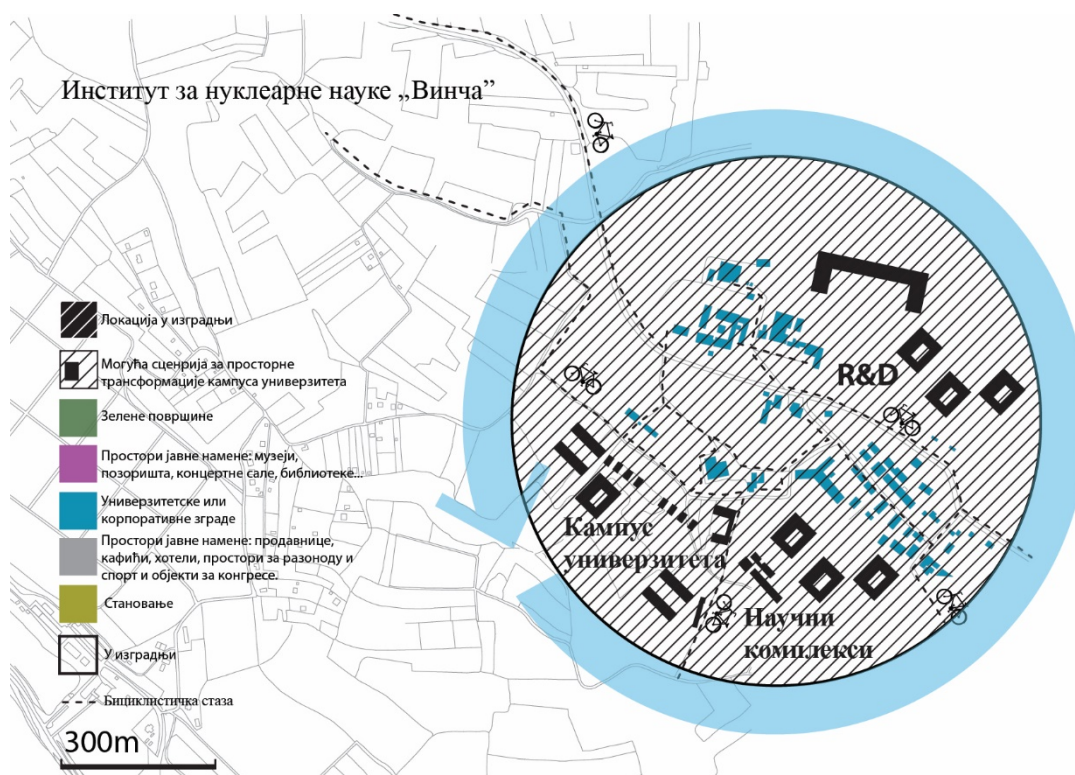 Институт за нуклеарне науке „Винча”
Локација у изградњи
Могућа сценрија за просторне
трансформације кампуса универзитета
Зелене површине
Простори јавне намене: музеји,
позоришта, концертне сале, библиотеке...
Универзитетске или
корпоративне зграде
Простори јавне намене: продавнице,
кафићи, хотели, простори за разоноду и
спорт и објекти за конгресе.
Становање
У изградњи
Бициклистичка стаза
300m
R&D
Кампус
универзитета
Научни
комплекси